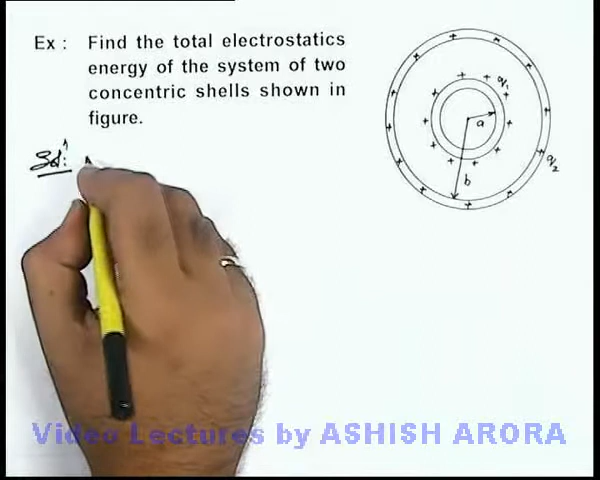 Ex : Find the total electrostatics
energy of the system of two
concentric shells shown in
figure.
q1
a
q2
b
Sol:
Video Lectures by ASHISH ARORA